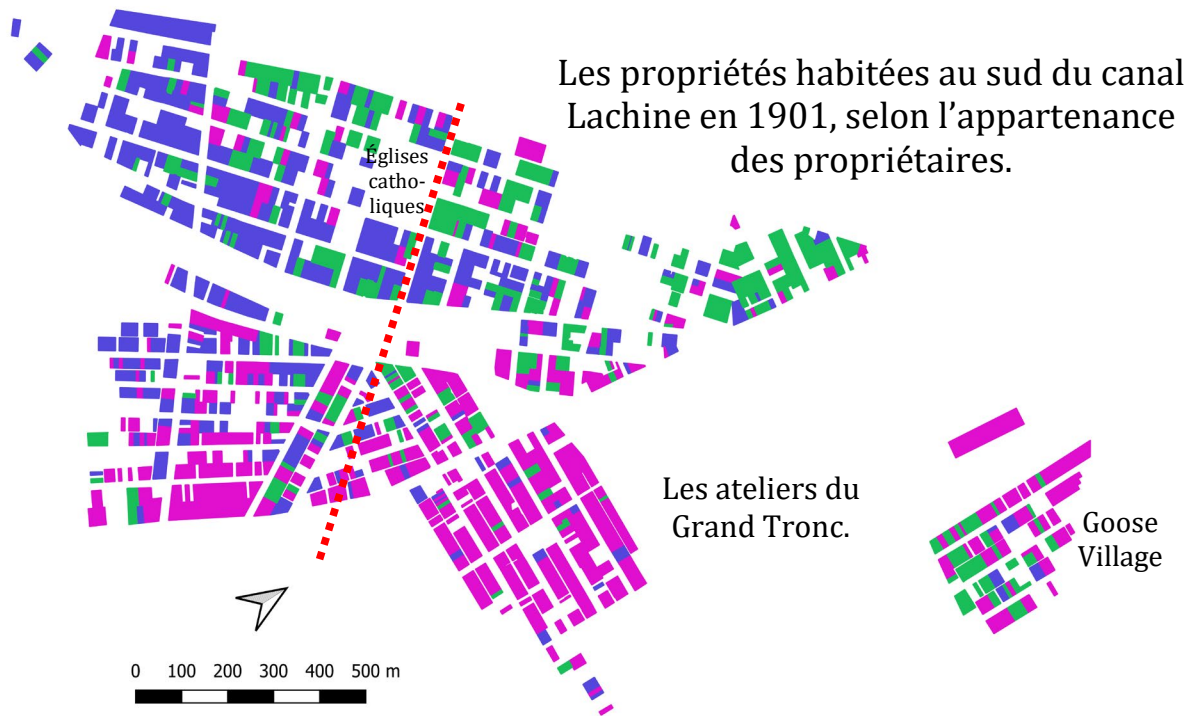 Les propriétés habitées au sud du canal
Lachine en 1901, selon l’appartenance
des propriétaires.
Églises
catho-
liques
Les ateliers du
Grand Tronc.
Goose
Village
0 100 200 300 400 500 m